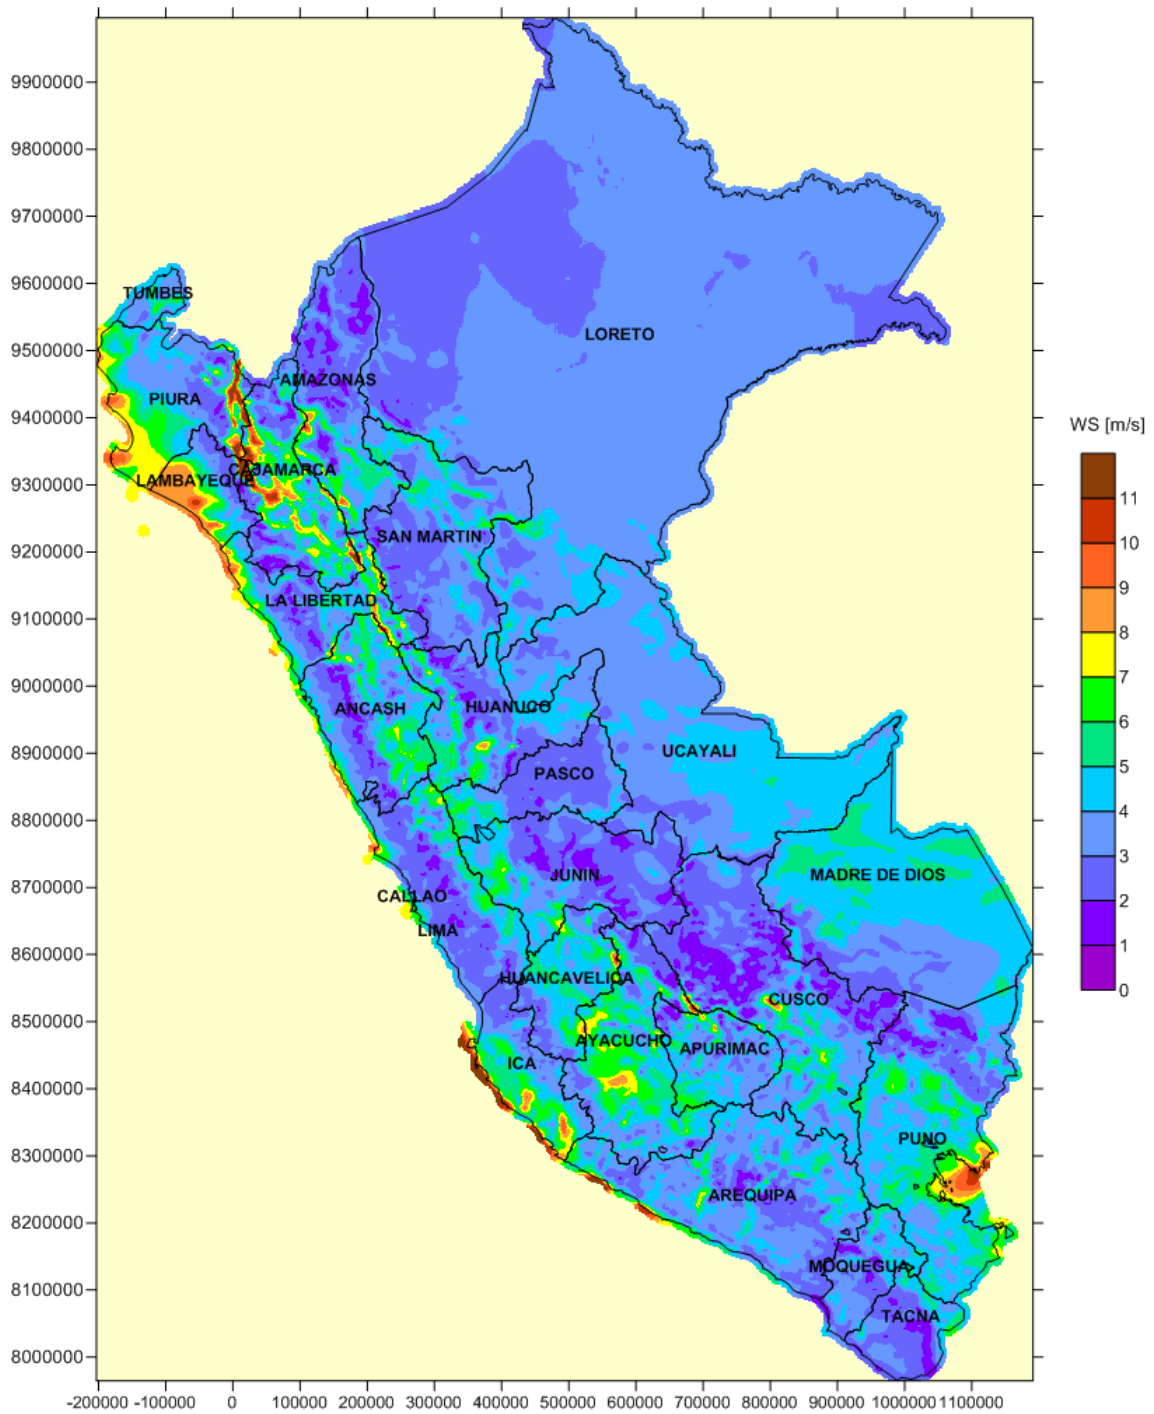 9900000
9800000
9700000
9600000
9500000
9400000
9300000
9200000
9100000
9000000
8900000
8800000
8700000
8600000
8500000
8400000
8300000
8200000
8100000
8000000
-200000 -100000 0 100000 200000 300000 400000 500000 600000 700000 800000 900000 1000000 1100000
TUMBES
LORETO
AMAZONAS
PIURA
CAJAMARCA
LAMBAYEQUE
SAN MARTIN
LA LIBERTAD
ANCASH
HUANUCO
UCAYALI
PASCO
JUNIN
MADRE DE DIOS
CALLAO
LIMA
HUANCAVELICA
CUSCO
AYACUCHO
APURIMAC
ICA
PUNO
AREQUIPA
MOQUEGUA
TACNA
WS [m/s]
11
10
9
8
7
6
5
4
3
2
1
0